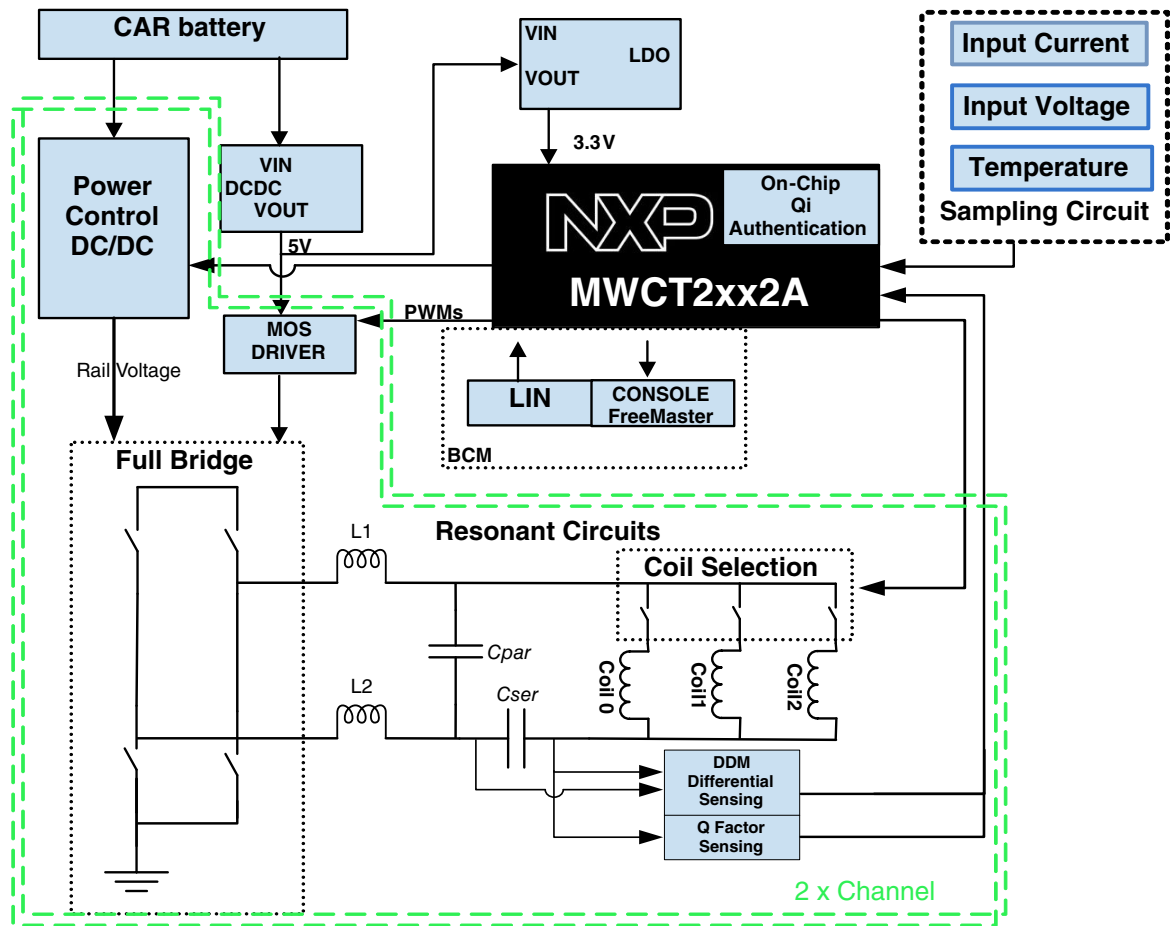 CAR battery
VIN
LDO
VOUT
Input Current
Input Voltage
Temperature
Sampling Circuit
3.3V
Power
Control
DC/DC
VIN
DCDC
VOUT
5V
On-Chip
Qi
Authentication
NXP
MWCT2xx2A
PWMs
MOS
DRIVER
Rail Voltage
LIN
CONSOLE
FreeMaster
BCM
Full Bridge
Resonant Circuits
L1
Coil Selection
Cpar
L2
Cser
Coil 0
Coil1
Coil2
DDM
Differential
Sensing
Q Factor
Sensing
2 x Channel